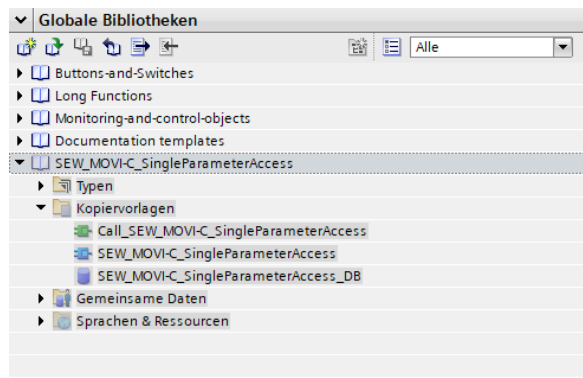 Globale Bibliotheken
Alle
Buttons-and-Switches
Long Functions
Monitoring-and-control-objects
Documentation templates
SEW_MOVI-C_SingleParameterAccess
Typen
Kopiervorlagen
Call_SEW_MOVI-C_SingleParameterAccess
SEW_MOVI-C_SingleParameterAccess
SEW_MOVI-C_SingleParameterAccess_DB
Gemeinsame Daten
Sprachen & Ressourcen